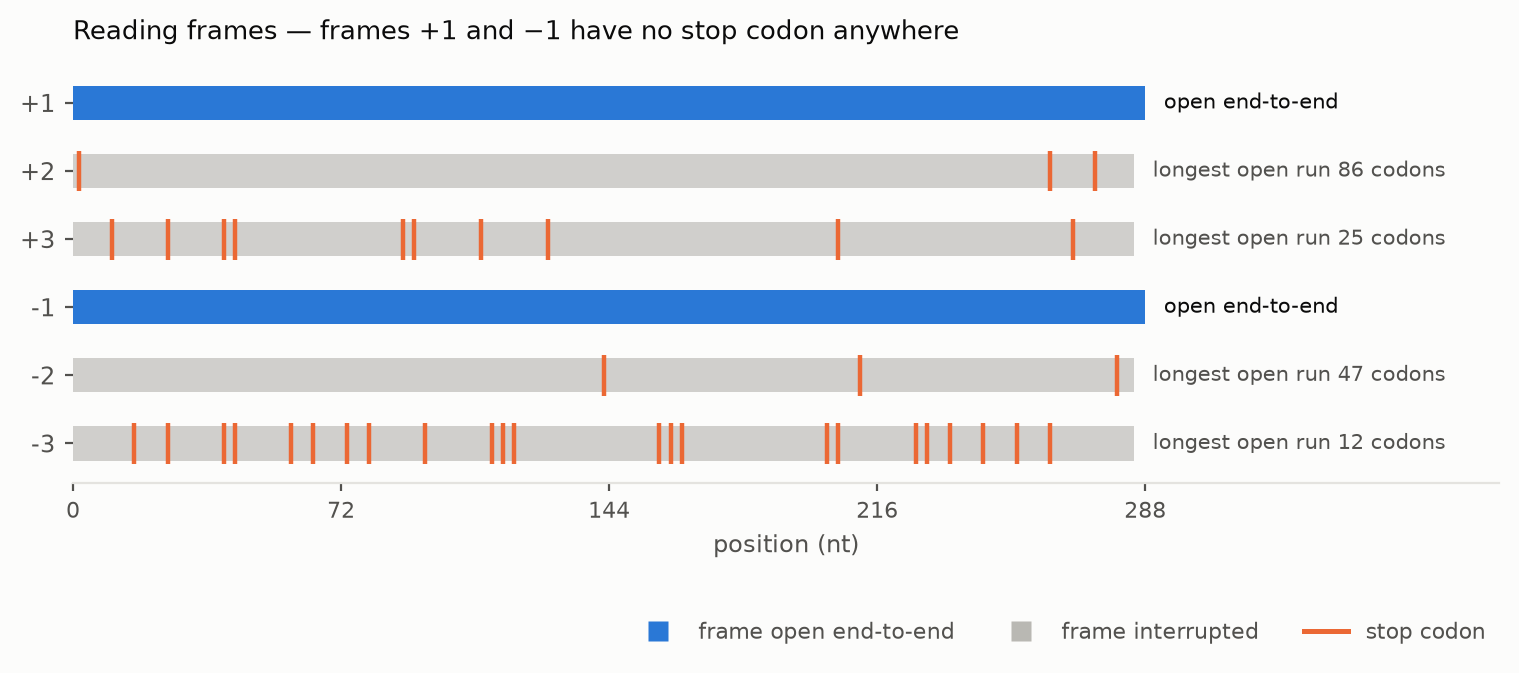 Reading frames — frames +1 and −1 have no stop codon anywhere
+1 open end-to-end
+2 longest open run 86 codons
+3 longest open run 25 codons
-1 open end-to-end
-2 longest open run 47 codons
-3 longest open run 12 codons
0 72 144 216 288
position (nt)
frame open end-to-end frame interrupted stop codon